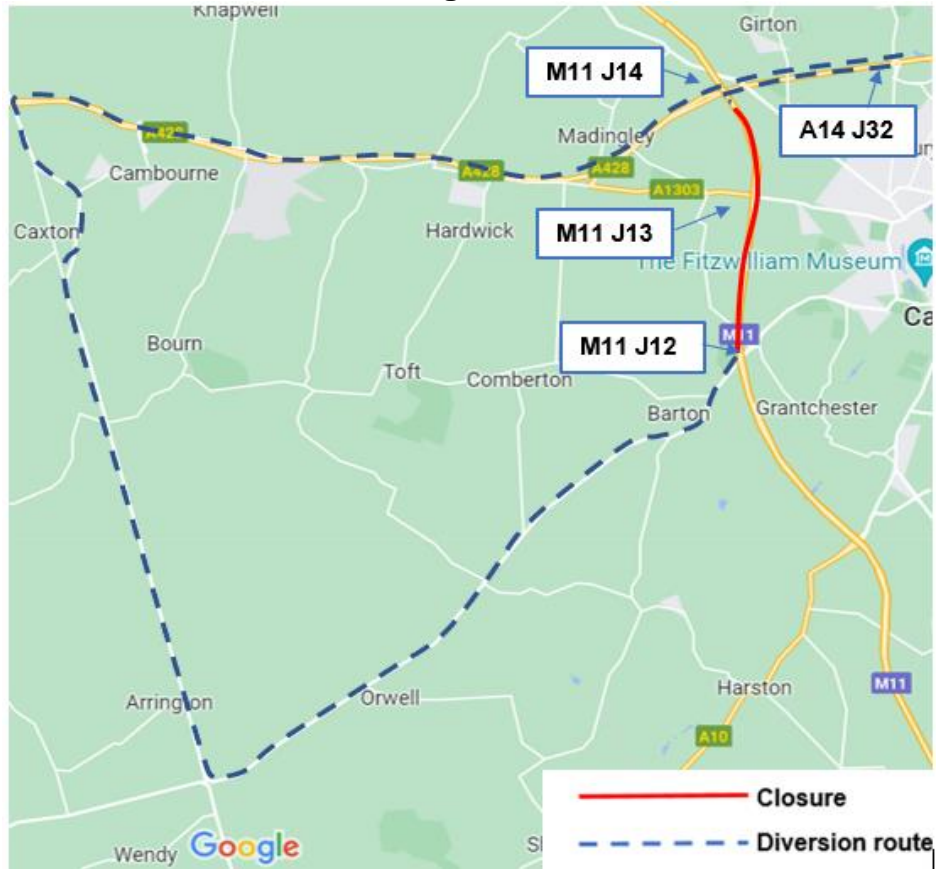 Knapwell
Girton
M11 J14
A14 J32
Madingley
A428
Cambourne
A428
A428
A1303
Hardwick
Caxton
M11 J13
The Fitzwilliam Museum
Ca
M11
M11 J12
Bourn
Toft
Comberton
Barton
Grantchester
Arrington
Orwell
Harston
M11
A10
Closure
Diversion route
Wendy
Google